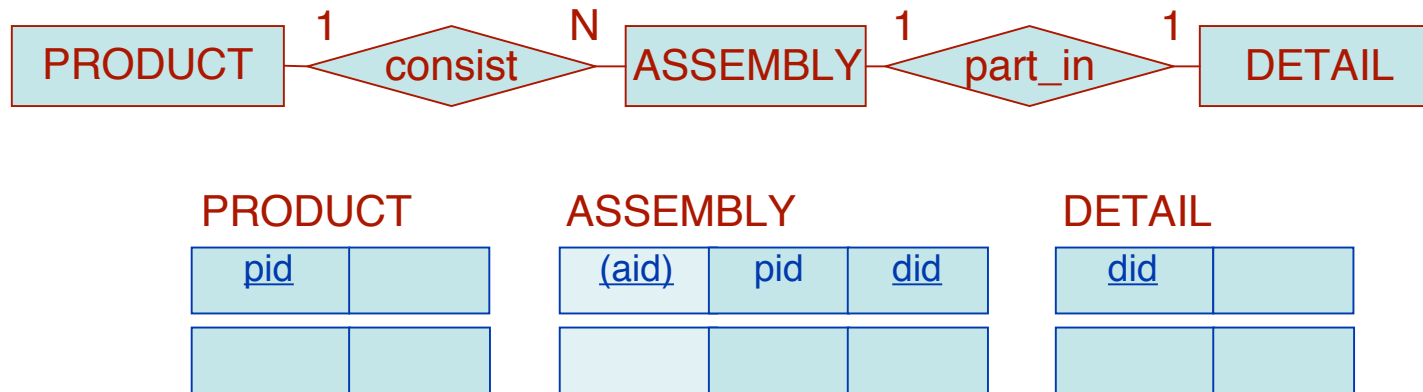 1 N 1 1
PRODUCT consist ASSEMBLY part_in DETAIL
PRODUCT ASSEMBLY DETAIL
pid (aid) pid did did